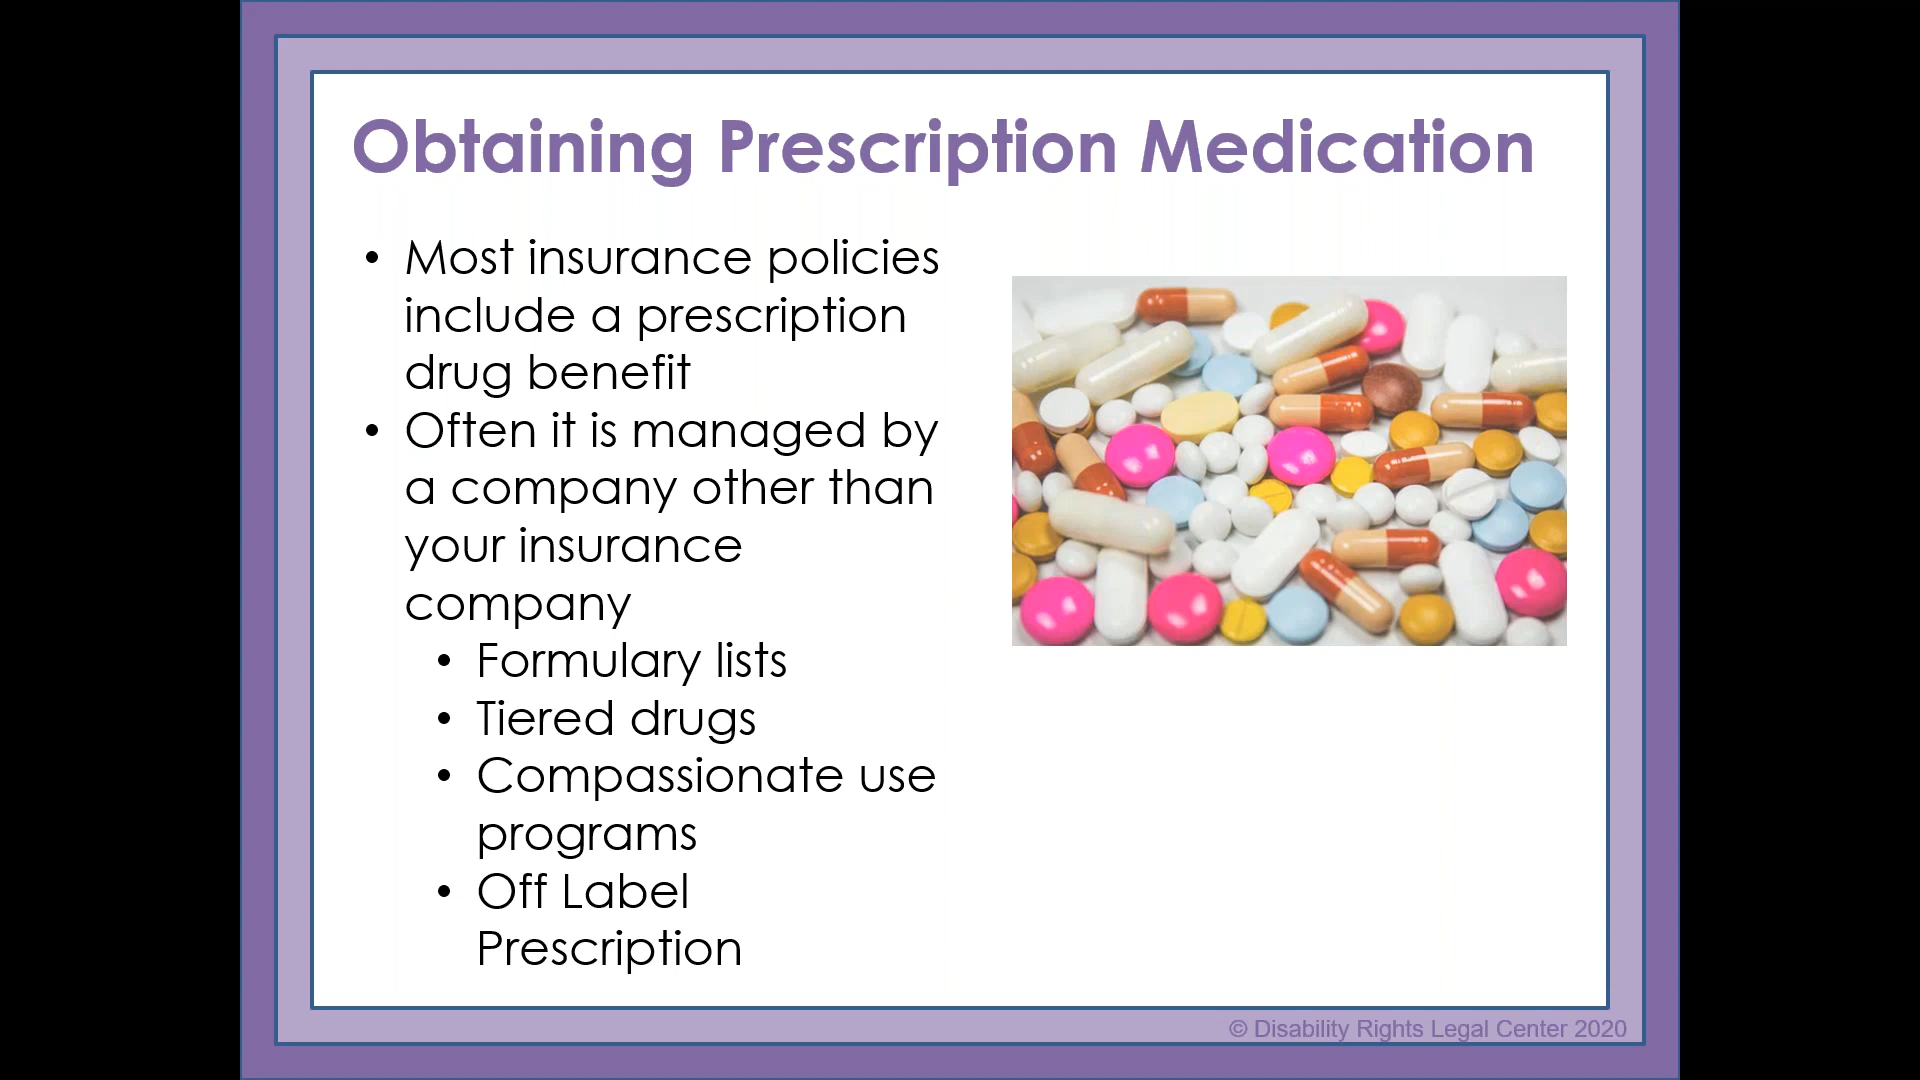 Obtaining Prescription Medication
• Most insurance policies
include a prescription
drug benefit
• Often it is managed by
a company other than
your insurance
company
• Formulary lists
• Tiered drugs
• Compassionate use
programs
• Off Label
Prescription
© Disability Rights Legal Center 2020